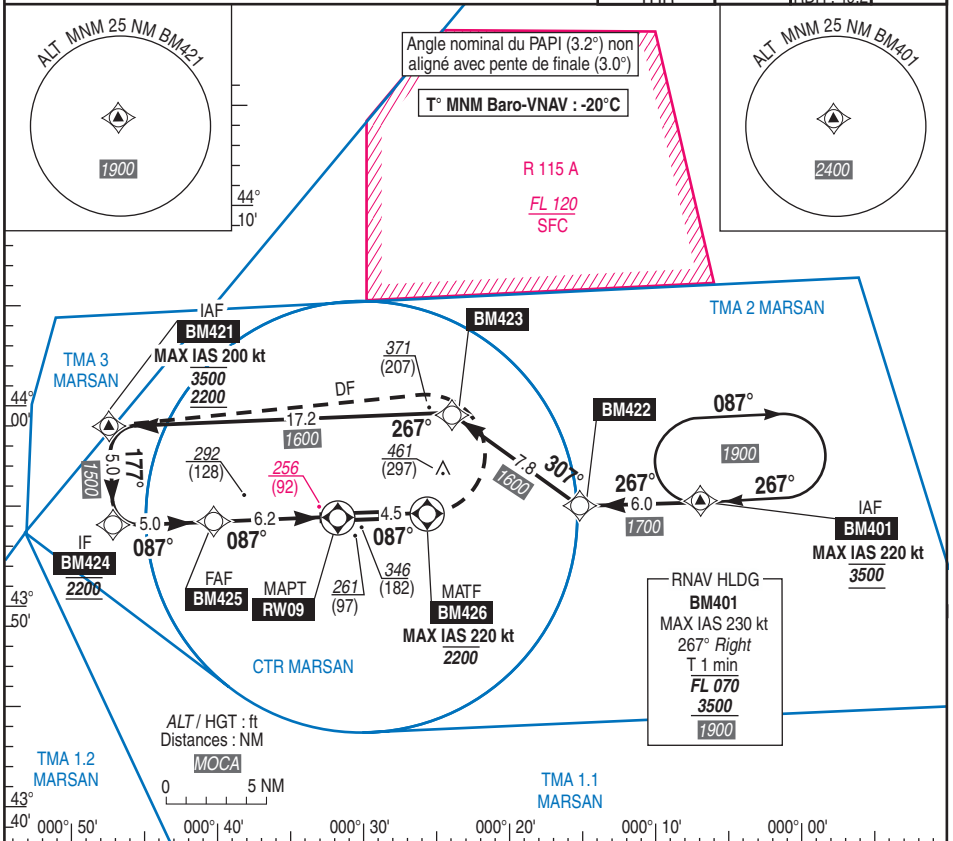 THR
RDH : 49.2
ALT MNM 25 NM BM421
1900
Angle nominal du PAPI (3.2°) non
aligné avec pente de finale (3.0°)
T° MNM Baro-VNAV : -20°C
ALT MNM 25 NM BM401
2400
R 115 A
FL 120
SFC
44°
10'
TMA 2 MARSAN
IAF
BM421
MAX IAS 200 kt
3500
2200
TMA 3
MARSAN
BM423
371
(207)
DF
44°
00'
17.2
1600
267°
BM422
087°
1900
267°
267°
6.0
1700
307°
7.8
1600
IAF
BM401
MAX IAS 220 kt
3500
177°
5.0
1500
292
(128)
256
(92)
461
(297)
5.0
087°
6.2
087°
4.5
087°
IF
BM424
2200
FAF
BM425
MAPT
RW09
261
(97)
346
(182)
MATF
BM426
MAX IAS 220 kt
2200
43°
50'
RNAV HLDG
BM401
MAX IAS 230 kt
267° Right
T 1 min
FL 070
3500
1900
CTR MARSAN
ALT / HGT : ft
Distances : NM
MOCA
0 5 NM
TMA 1.2
MARSAN
TMA 1.1
MARSAN
43°
40'
000° 50' 000° 40' 000° 30' 000° 20' 000° 10' 000° 00'